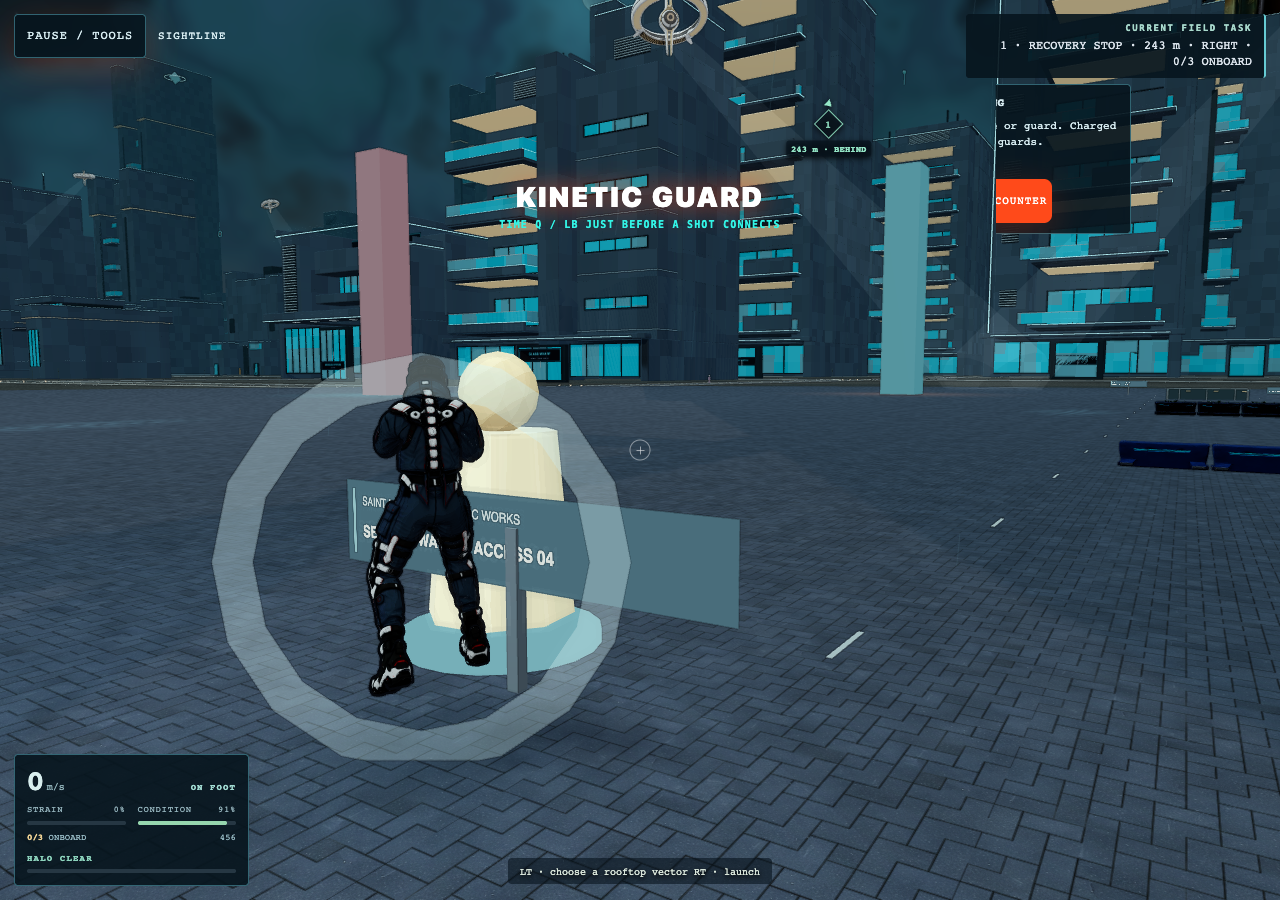 PAUSE / TOOLS
SIGHTLINE
CURRENT FIELD TASK
1 · RECOVERY STOP · 243 m · RIGHT ·
0/3 ONBOARD
or guard. Charged
guards.
COUNTER
1
243 m · BEHIND
KINETIC GUARD
TIME Q / LB JUST BEFORE A SHOT CONNECTS
SAINT
C WORKS
ACCESS 04
0 m/s
ON FOOT
STRAIN 0% CONDITION 91%
0/3 ONBOARD 456
HALO CLEAR
LT · choose a rooftop vector RT · launch